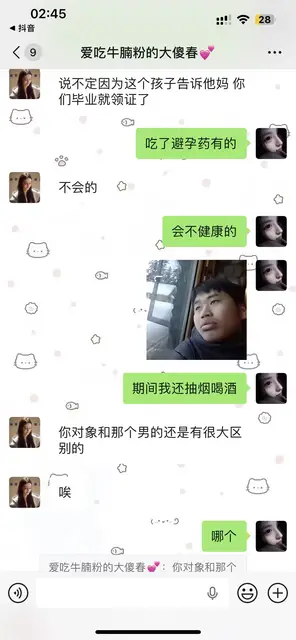 02:45
28
抖音
9
爱吃牛腩粉的大傻春💕
说不定因为这个孩子告诉他妈 你
们毕业就领证了
吃了避孕药有的
不会的
会不健康的
期间我还抽烟喝酒
你对象和那个男的还是有很大区
别的
唉
哪个
爱吃牛腩粉的大傻春💕：你对象和那个